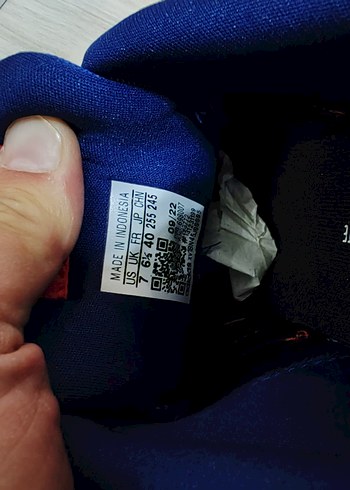 MADE IN INDONESIA
US UK FR JP CHN
7 6½ 40 255 245
09/22